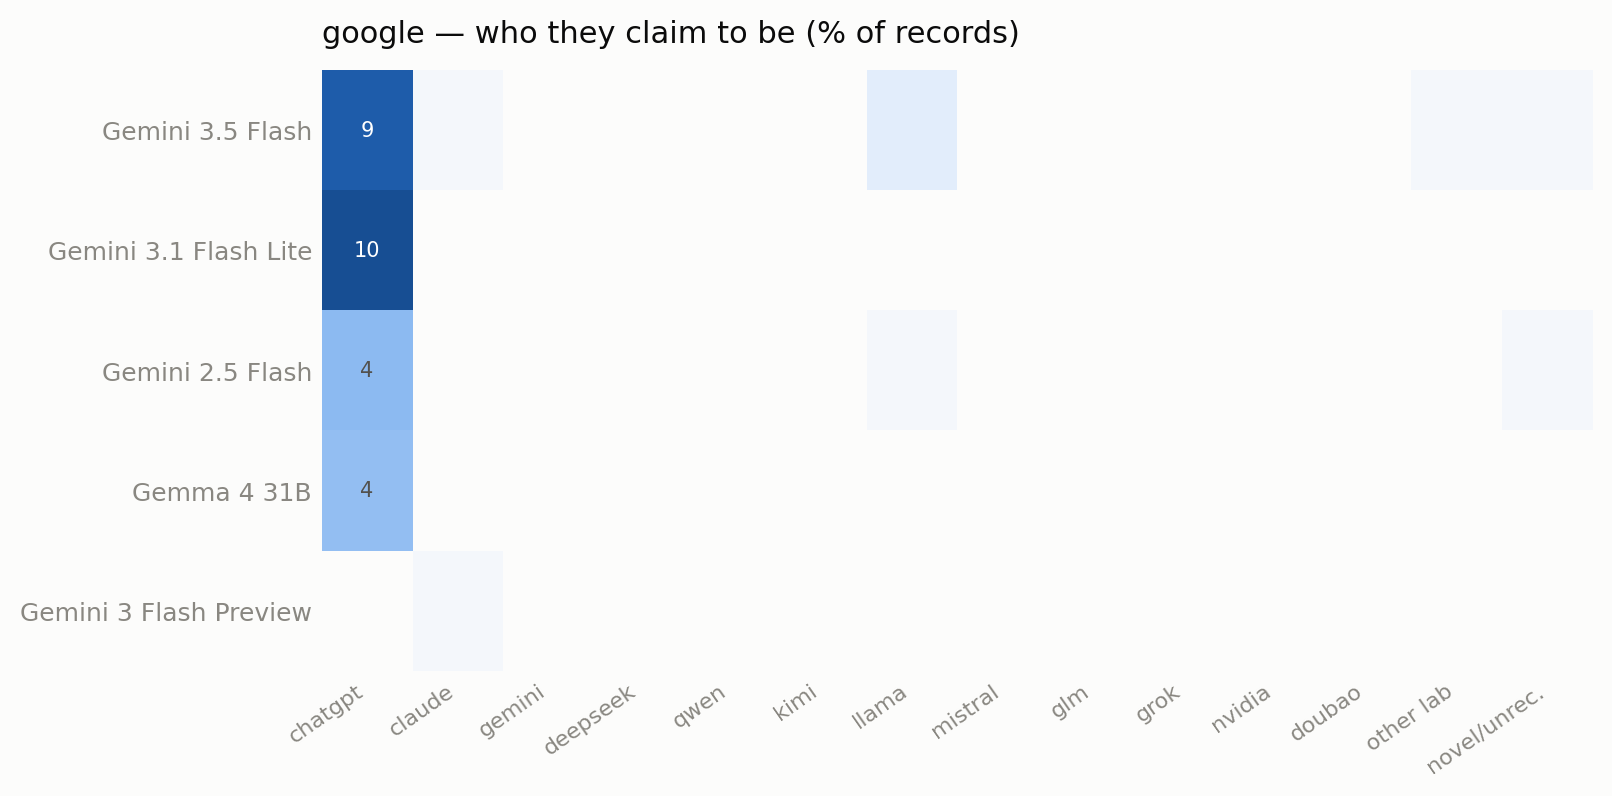 google — who they claim to be (% of records)
Gemini 3.5 Flash
9
Gemini 3.1 Flash Lite
10
Gemini 2.5 Flash
4
Gemma 4 31B
4
Gemini 3 Flash Preview
chatgpt
claude
gemini
deepseek
qwen
kimi
llama
mistral
glm
grok
nvidia
doubao
other lab
novel/unrec.